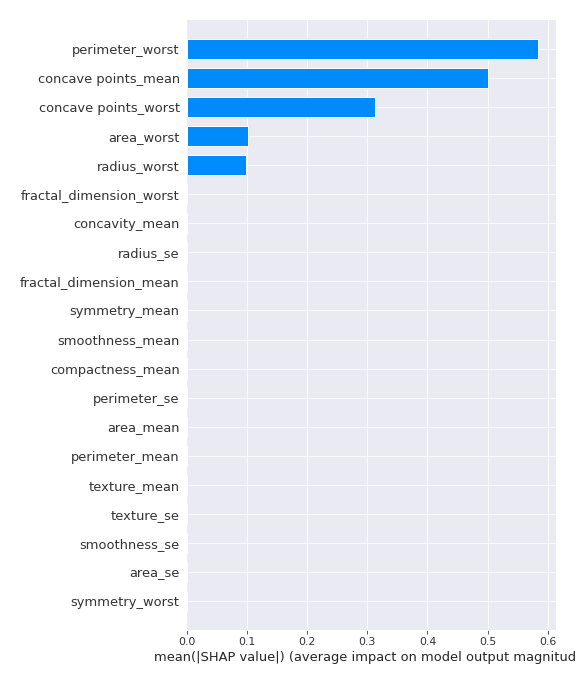 perimeter_worst
concave points_mean
concave points_worst
area_worst
radius_worst
fractal_dimension_worst
concavity_mean
radius_se
fractal_dimension_mean
symmetry_mean
smoothness_mean
compactness_mean
perimeter_se
area_mean
perimeter_mean
texture_mean
texture_se
smoothness_se
area_se
symmetry_worst
0.0 0.1 0.2 0.3 0.4 0.5 0.6
mean(|SHAP value|) (average impact on model output magnitud